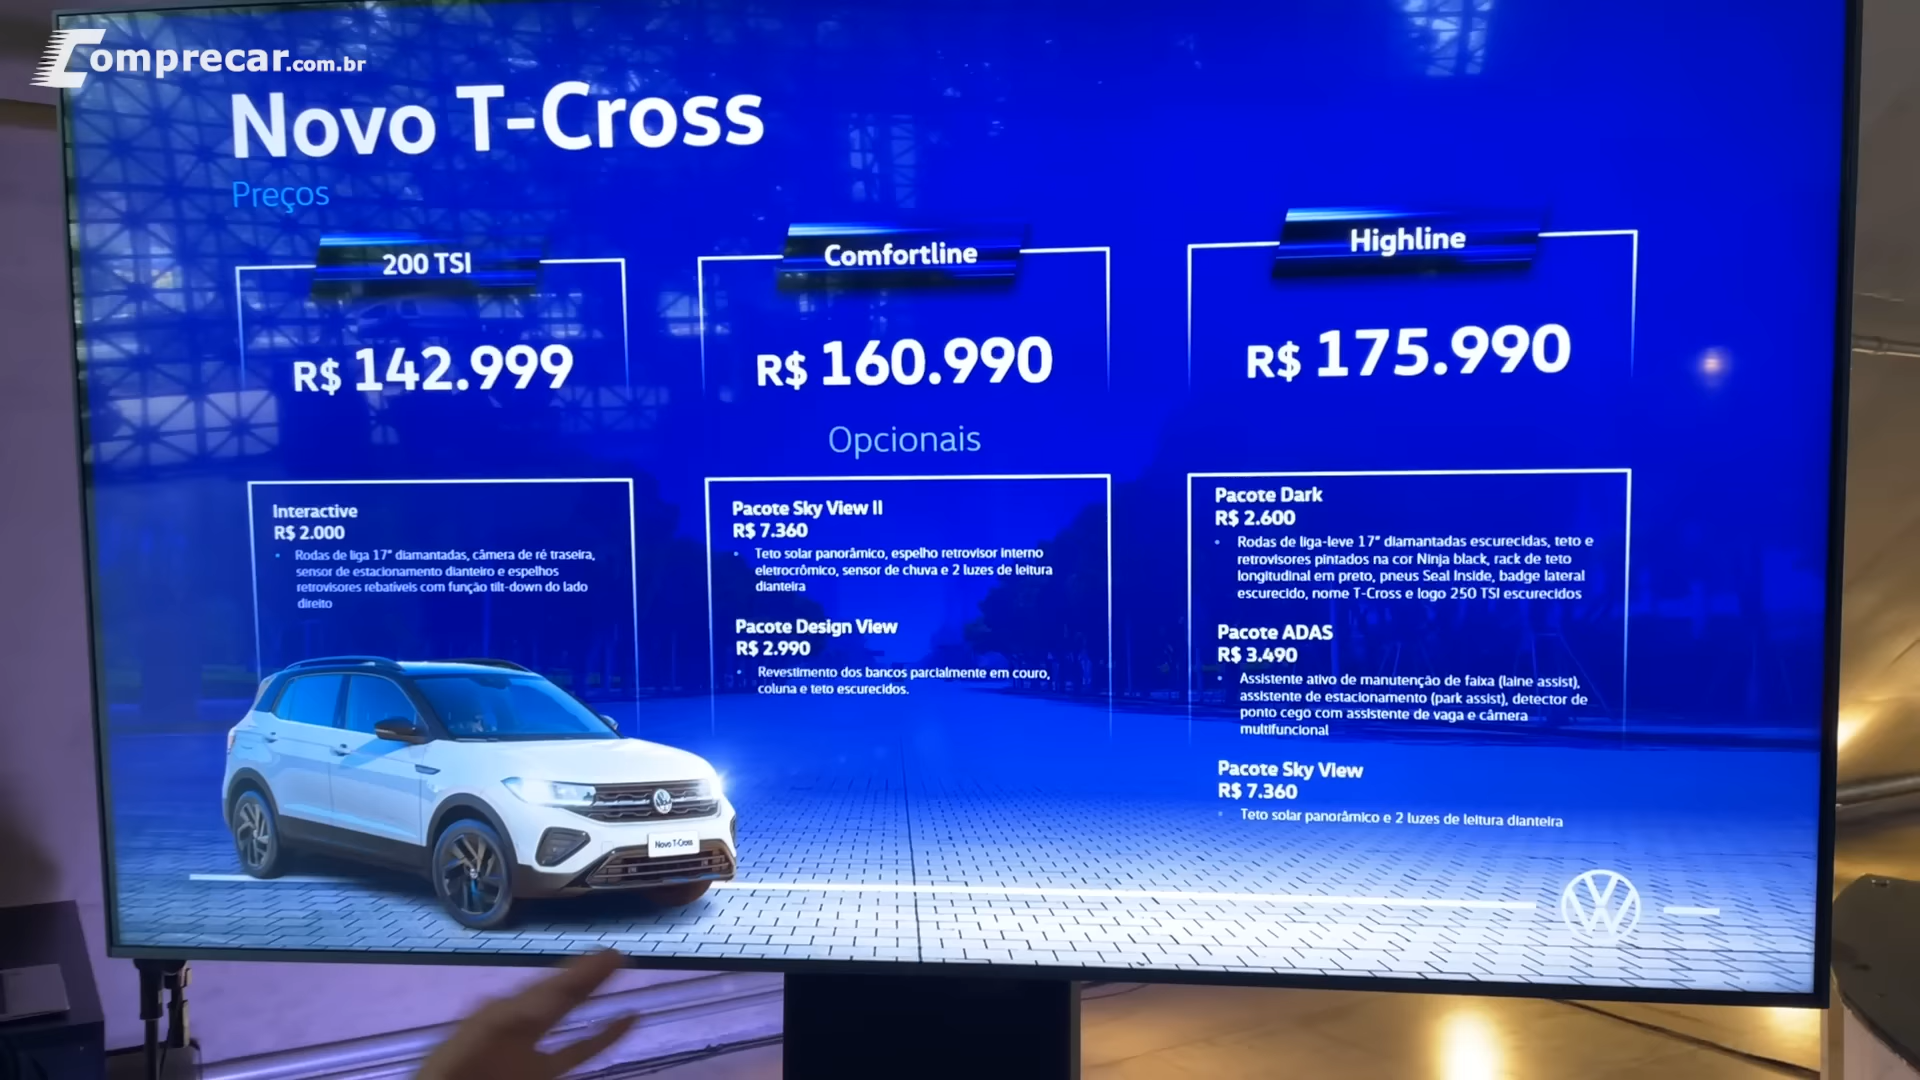 Comprecar.com.br
Novo T-Cross
Preços
200 TSI
R$ 142.999
Comfortline
R$ 160.990
Highline
R$ 175.990
Opcionais
Interactive
R$ 2.000
• Rodas de liga 17" diamantadas, câmera de ré traseira,
sensor de estacionamento dianteiro e espelhos
retrovisores rebatíveis com função tilt-down do lado
direito
Pacote Sky View II
R$ 7.360
• Teto solar panorâmico, espelho retrovisor interno
eletrocrômico, sensor de chuva e 2 luzes de leitura
dianteira
Pacote Design View
R$ 2.990
• Revestimento dos bancos parcialmente em couro,
coluna e teto escurecidos.
Pacote Dark
R$ 2.600
• Rodas de liga-leve 17" diamantadas escurecidas, teto e
retrovisores pintados na cor Ninja black, rack de teto
longitudinal em preto, pneus Seal Inside, badge lateral
escurecido, nome T-Cross e logo 250 TSI escurecidos
Pacote ADAS
R$ 3.490
• Assistente ativo de manutenção de faixa (laine assist),
assistente de estacionamento (park assist), detector de
ponto cego com assistente de vaga e câmera
multifuncional
Pacote Sky View
R$ 7.360
• Teto solar panorâmico e 2 luzes de leitura dianteira
Novo T-Cross